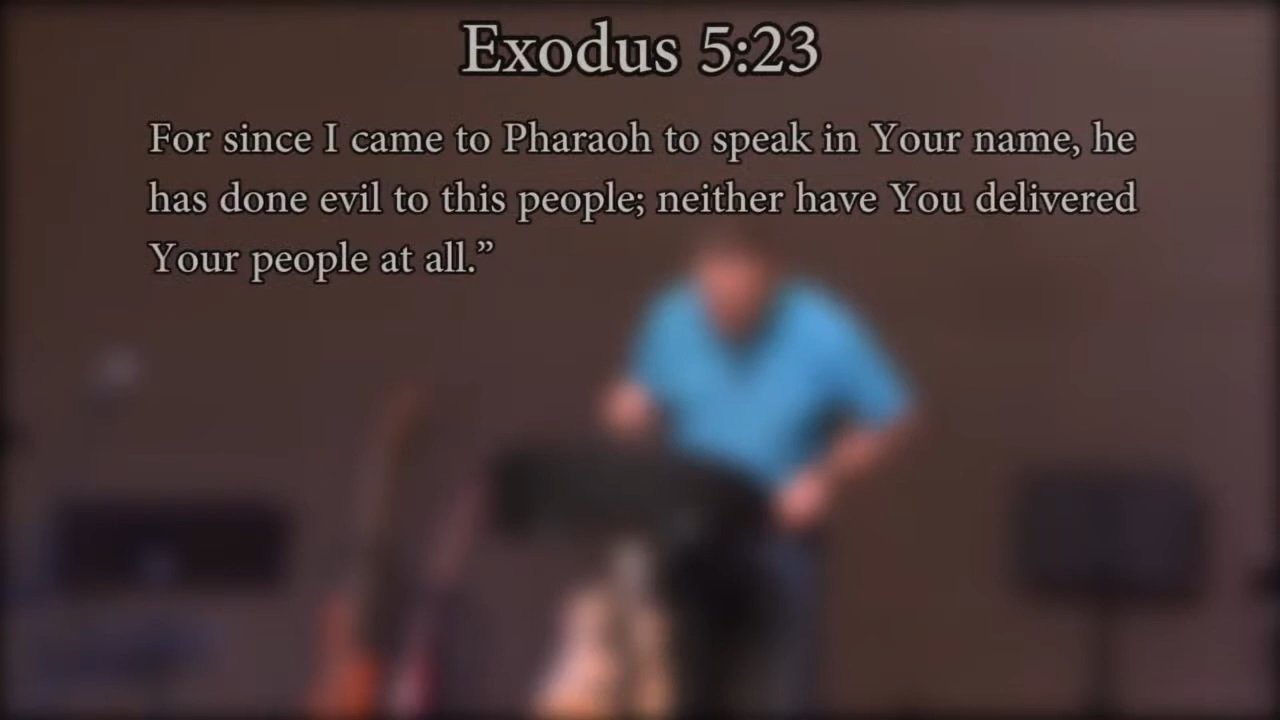 Exodus 5:23
For since I came to Pharaoh to speak in Your name, he
has done evil to this people; neither have You delivered
Your people at all.”